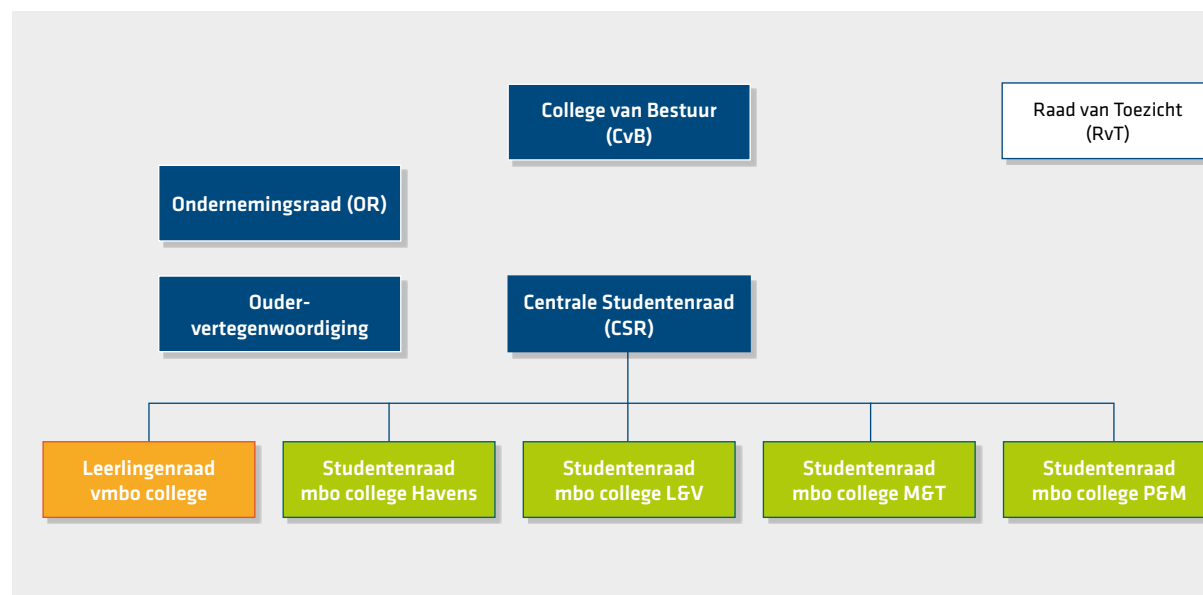 College van Bestuur
(CvB)
Raad van Toezicht
(RvT)
Ondernemingsraad (OR)
Ouder-
vertegenwoordiging
Centrale Studentenraad
(CSR)
Leerlingenraad
vmbo college
Studentenraad
mbo college Havens
Studentenraad
mbo college L&V
Studentenraad
mbo college M&T
Studentenraad
mbo college P&M